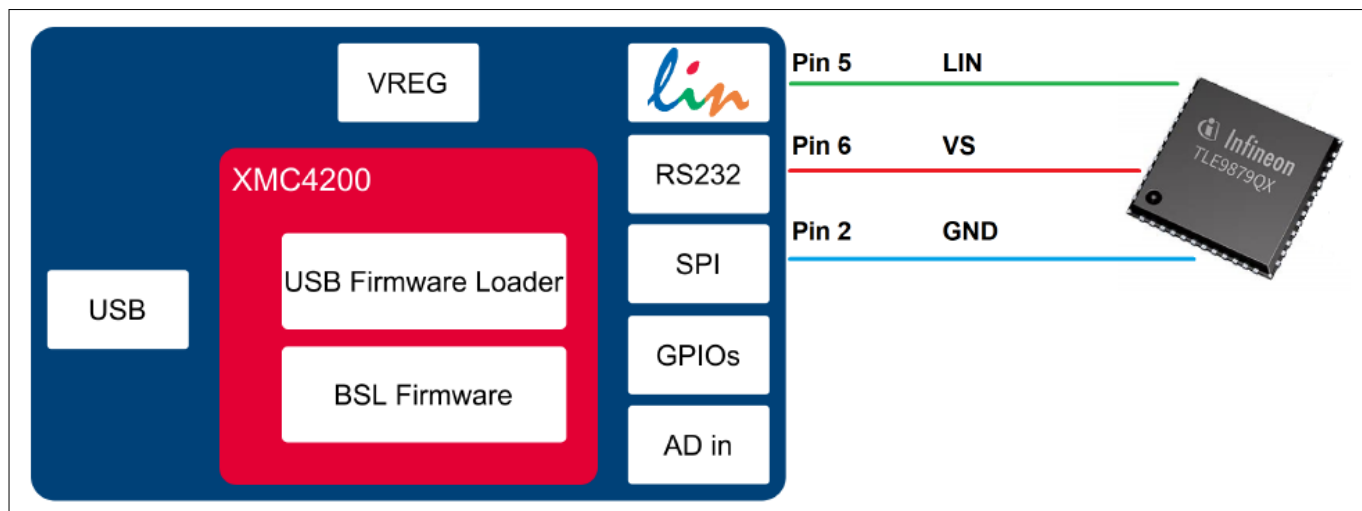 VREG
lin
Pin 5 LIN
XMC4200
RS232
Pin 6 VS
Infineon
TLE9879QX
USB Firmware Loader
SPI
Pin 2 GND
USB
BSL Firmware
GPIOs
AD in